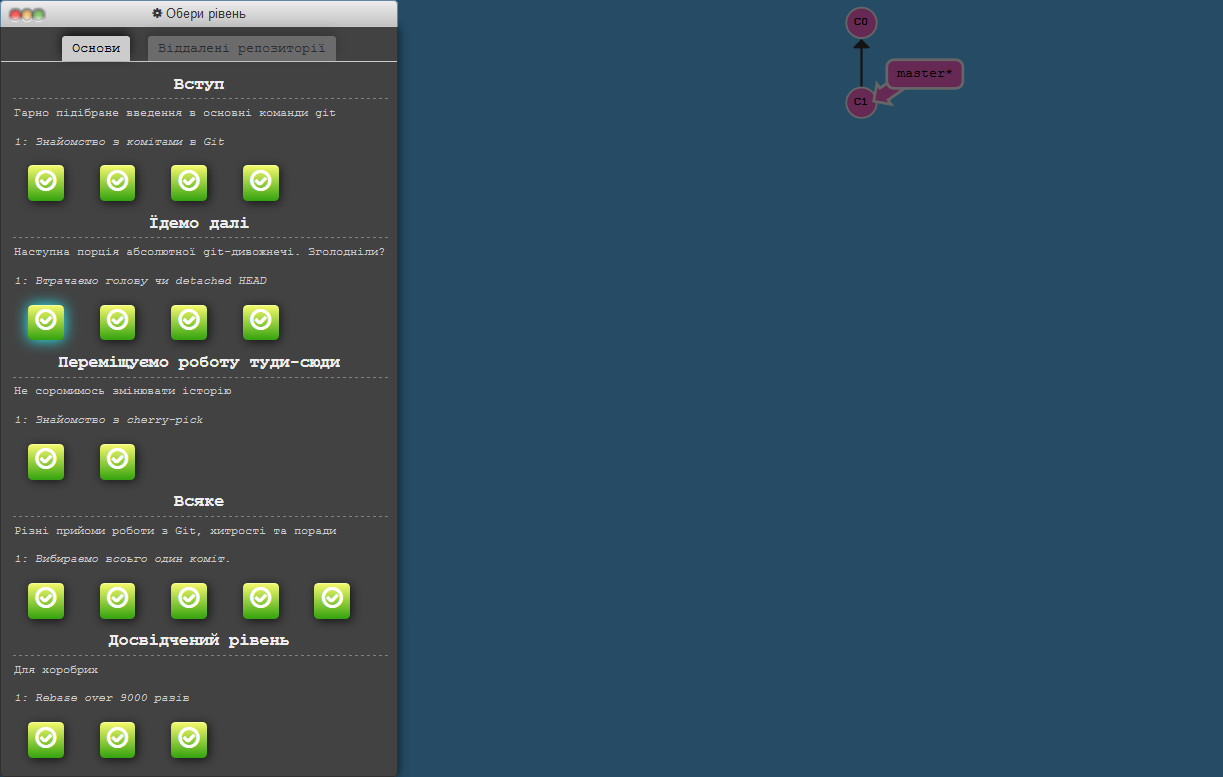 Обери рівень
Основи
Віддалені репозиторії
Вступ
Гарно підібране введення в основні команди git
1: Знайомство з комітами в Git
Їдемо далі
Наступна порція абсолютної git-дивожнечі. Зголодніли?
1: Втрачаемо голову чи detached HEAD
Переміщуємо роботу туди-сюди
Не соромимось змінювати історію
1: Знайомство з cherry-pick
Всяке
Різні прийоми роботи з Git, хитрості та поради
1: Вибираемо всоього один коміт.
Досвідчений рівень
Для хоробрих
1: Rebase over 9000 разів
C0
master*
C1